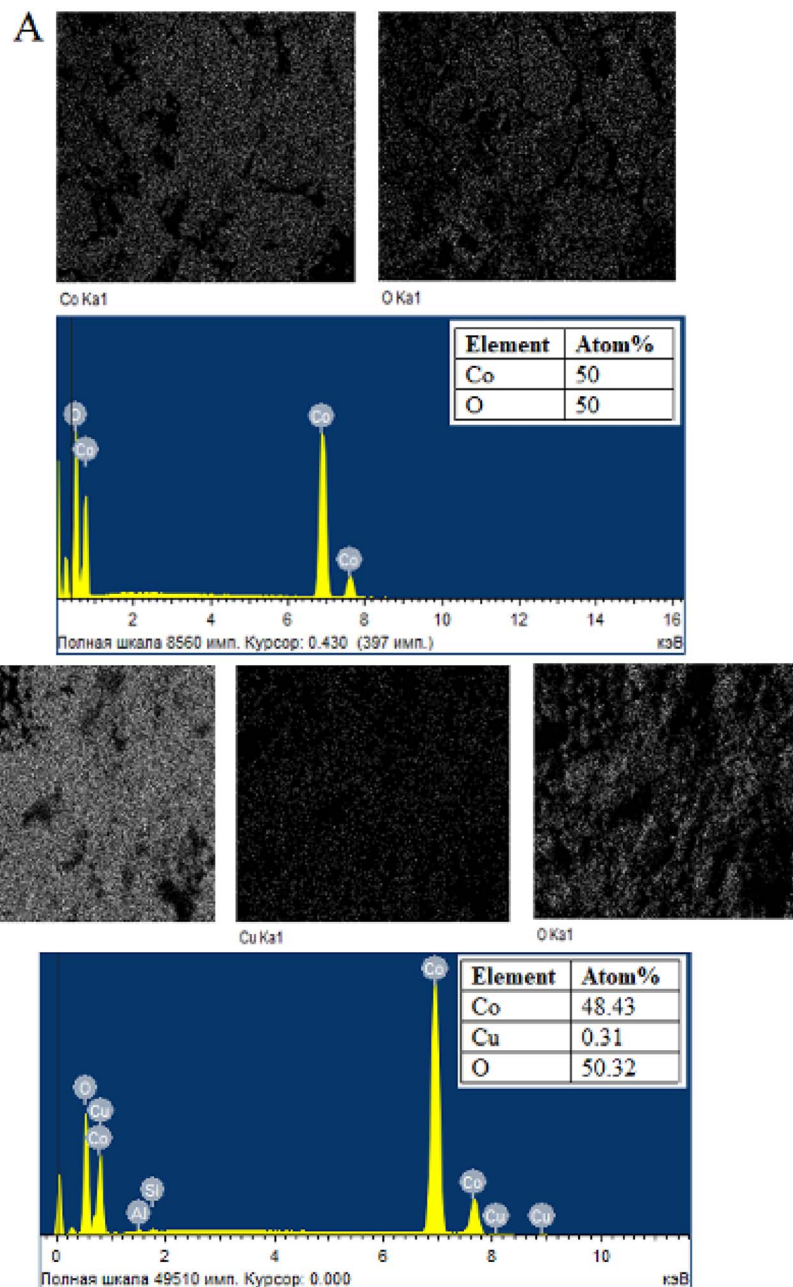 A
Co Ka1
O Ka1
Element Atom%
Co 50
O 50
O
Co
Co
Co
2 4 6 8 10 12 14 16
Полная шкала 8560 имп. Курсор: 0.430 (397 имп.)
кэВ
Cu Ka1
O Ka1
Element Atom%
Co 48.43
Cu 0.31
O 50.32
Co
O
Cu
Co
Si
Al
Co
Cu
Cu
0 2 4 6 8 10
Полная шкала 49510 имп. Курсор: 0.000
кэВ